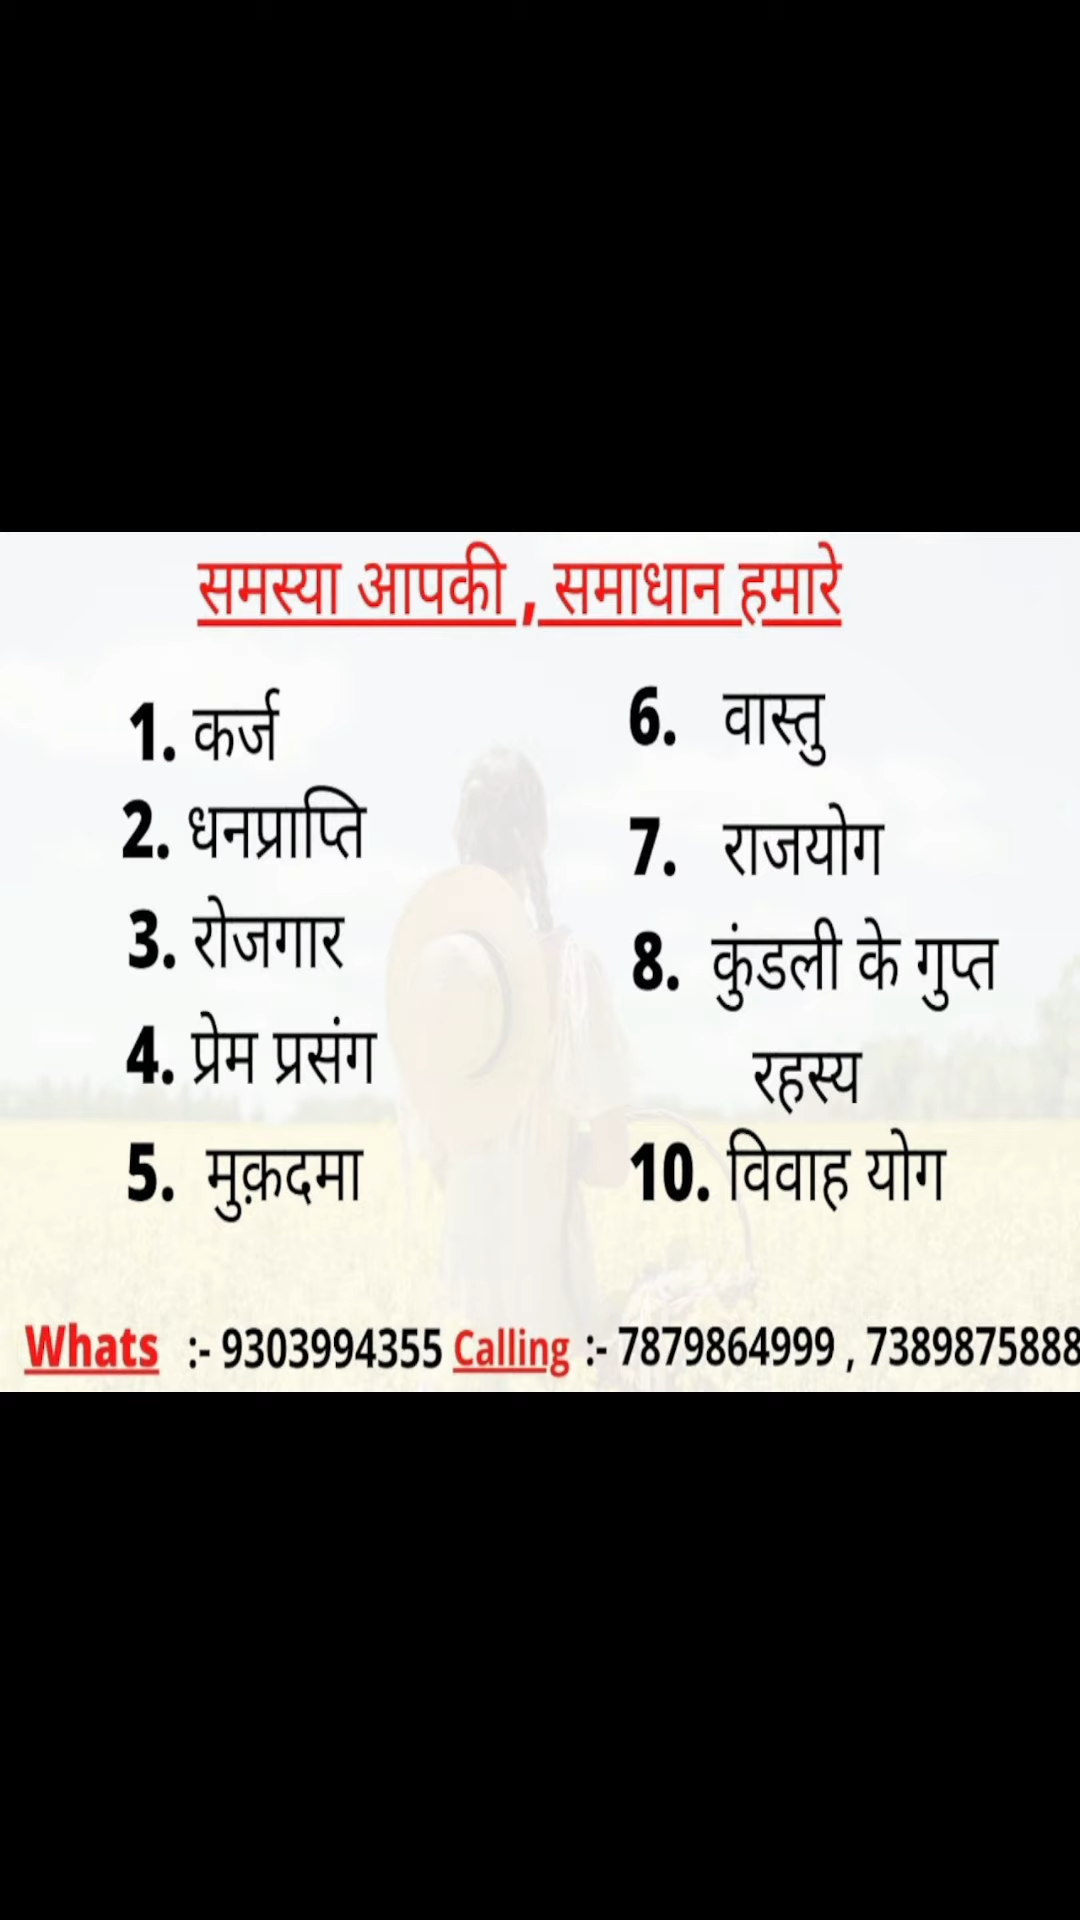 समस्या आपकी , समाधान हमारे
1. कर्ज
2. धनप्राप्ति
3. रोजगार
4. प्रेम प्रसंग
5. मुक़दमा
6. वास्तु
7. राजयोग
8. कुंडली के गुप्त
रहस्य
10. विवाह योग
Whats :- 9303994355 Calling :- 7879864999 , 7389875888